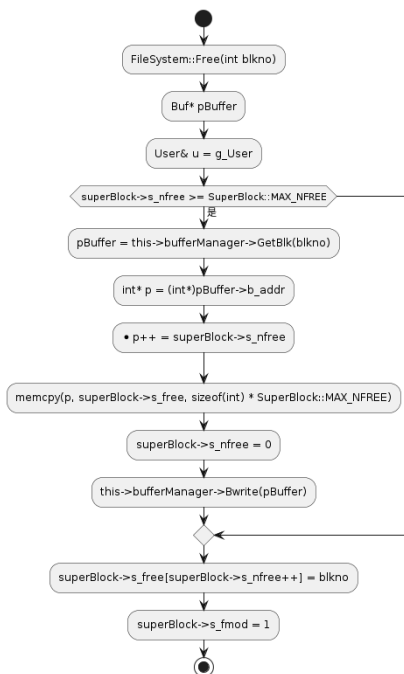 FileSystem::Free(int blkno)
Buf* pBuffer
User& u = g_User
superBlock->s_nfree >= SuperBlock::MAX_NFREE
是
pBuffer = this->bufferManager->GetBlk(blkno)
int* p = (int*)pBuffer->b_addr
• p++ = superBlock->s_nfree
memcpy(p, superBlock->s_free, sizeof(int) * SuperBlock::MAX_NFREE)
superBlock->s_nfree = 0
this->bufferManager->Bwrite(pBuffer)
superBlock->s_free[superBlock->s_nfree++] = blkno
superBlock->s_fmod = 1